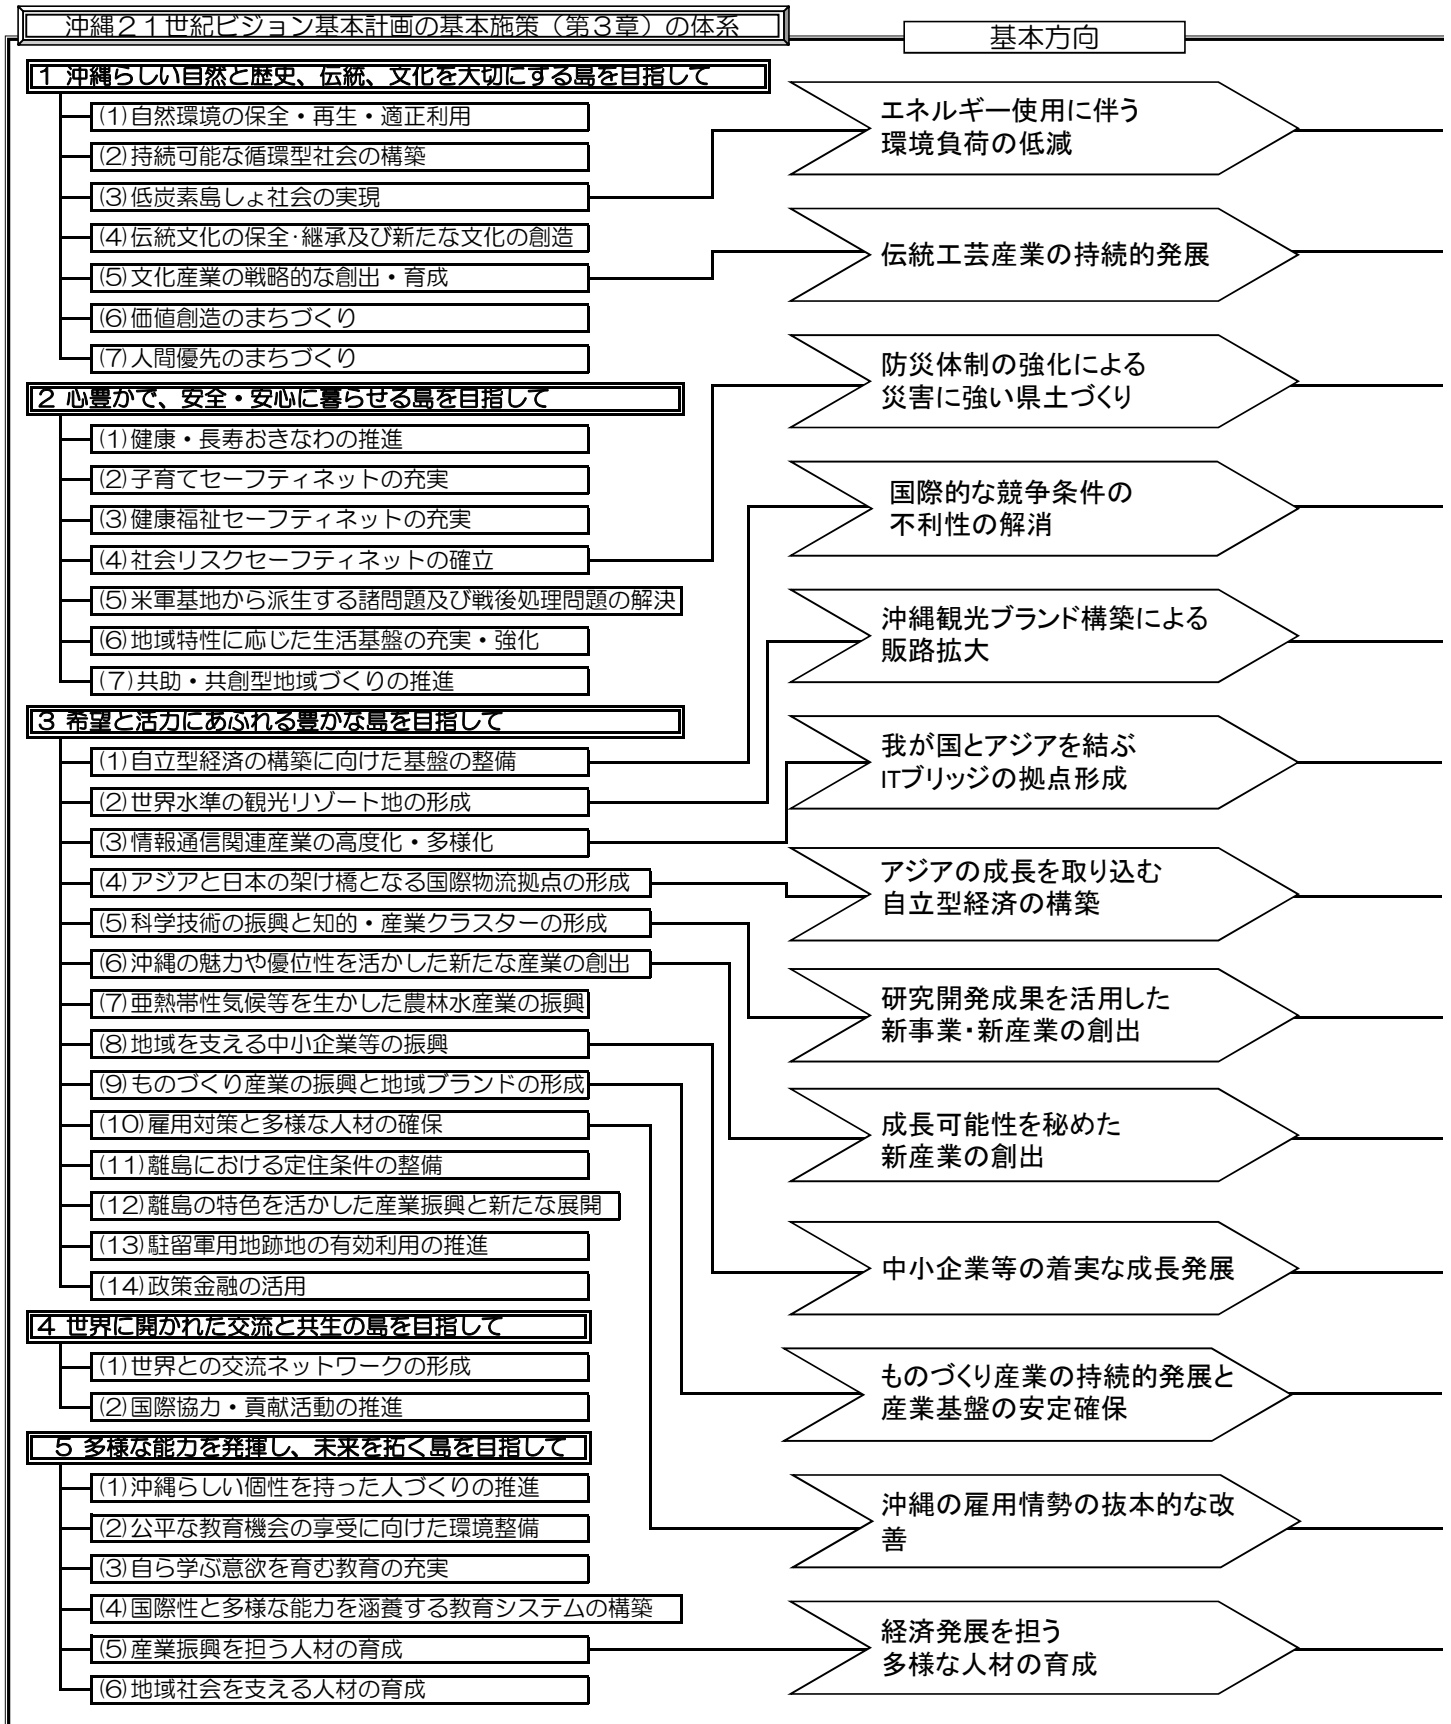 沖縄２１世紀ビジョン基本計画の基本施策（第３章）の体系
基本方向
1 沖縄らしい自然と歴史、伝統、文化を大切にする島を目指して
(1)自然環境の保全・再生・適正利用
(2)持続可能な循環型社会の構築
(3)低炭素島しょ社会の実現
(4)伝統文化の保全･継承及び新たな文化の創造
(5)文化産業の戦略的な創出・育成
(6)価値創造のまちづくり
(7)人間優先のまちづくり
2 心豊かで、安全・安心に暮らせる島を目指して
(1)健康・長寿おきなわの推進
(2)子育てセーフティネットの充実
(3)健康福祉セーフティネットの充実
(4)社会リスクセーフティネットの確立
(5)米軍基地から派生する諸問題及び戦後処理問題の解決
(6)地域特性に応じた生活基盤の充実・強化
(7)共助・共創型地域づくりの推進
3 希望と活力にあふれる豊かな島を目指して
(1)自立型経済の構築に向けた基盤の整備
(2)世界水準の観光リゾート地の形成
(3)情報通信関連産業の高度化・多様化
(4)アジアと日本の架け橋となる国際物流拠点の形成
(5)科学技術の振興と知的・産業クラスターの形成
(6)沖縄の魅力や優位性を活かした新たな産業の創出
(7)亜熱帯性気候等を生かした農林水産業の振興
(8)地域を支える中小企業等の振興
(9)ものづくり産業の振興と地域ブランドの形成
(10)雇用対策と多様な人材の確保
(11)離島における定住条件の整備
(12)離島の特色を活かした産業振興と新たな展開
(13)駐留軍用地跡地の有効利用の推進
(14)政策金融の活用
4 世界に開かれた交流と共生の島を目指して
(1)世界との交流ネットワークの形成
(2)国際協力・貢献活動の推進
5 多様な能力を発揮し、未来を拓く島を目指して
(1)沖縄らしい個性を持った人づくりの推進
(2)公平な教育機会の享受に向けた環境整備
(3)自ら学ぶ意欲を育む教育の充実
(4)国際性と多様な能力を涵養する教育システムの構築
(5)産業振興を担う人材の育成
(6)地域社会を支える人材の育成
エネルギー使用に伴う
環境負荷の低減
伝統工芸産業の持続的発展
防災体制の強化による
災害に強い県土づくり
国際的な競争条件の
不利性の解消
沖縄観光ブランド構築による
販路拡大
我が国とアジアを結ぶ
ITブリッジの拠点形成
アジアの成長を取り込む
自立型経済の構築
研究開発成果を活用した
新事業・新産業の創出
成長可能性を秘めた
新産業の創出
中小企業等の着実な成長発展
ものづくり産業の持続的発展と
産業基盤の安定確保
沖縄の雇用情勢の抜本的な改
善
経済発展を担う
多様な人材の育成